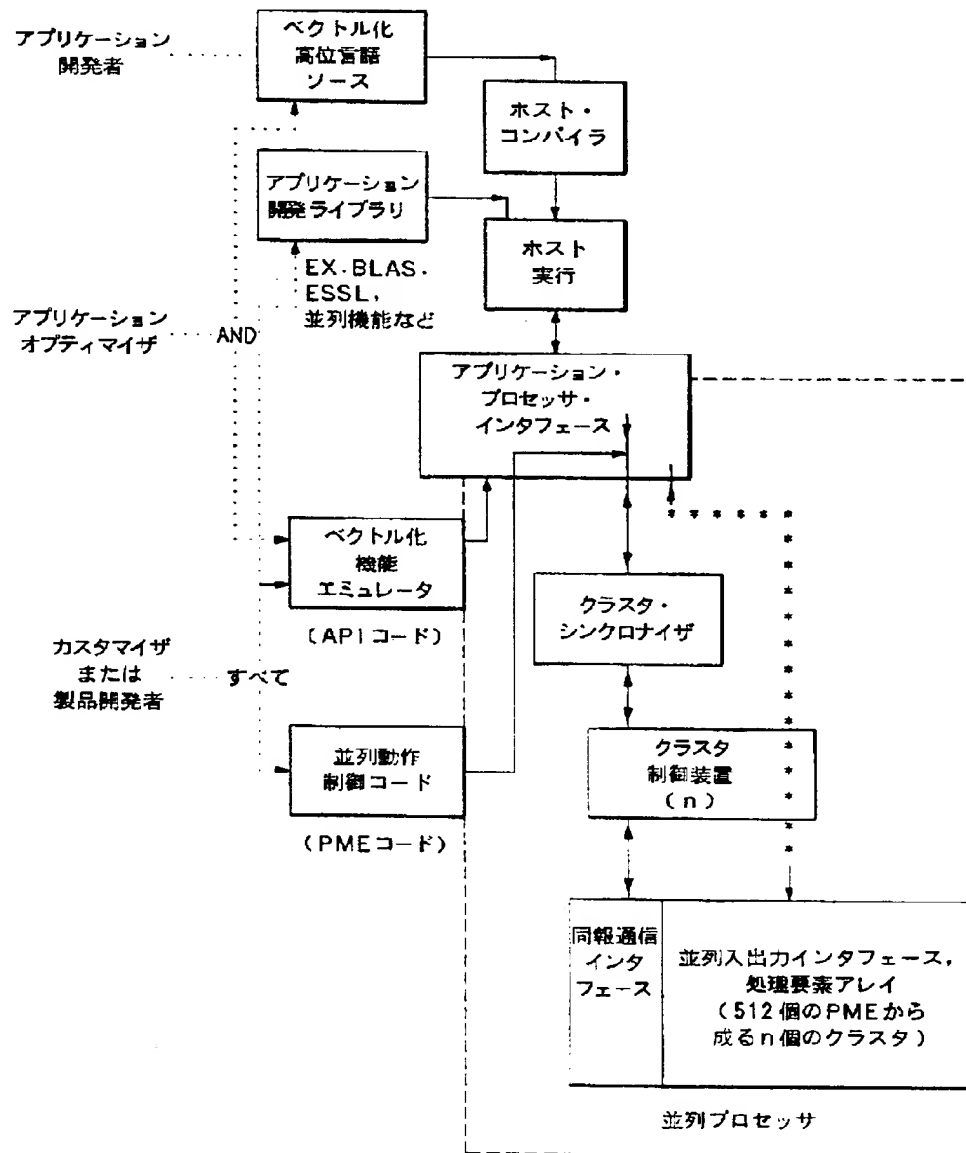 アプリケーション
開発者
ベクトル化
高位言語
ソース
ホスト・
コンパイラ
アプリケーション
開発ライブラリ
ホスト
実行
EX.BLAS.
ESSL,
並列機能など
アプリケーション
オプティマイザ
AND
アプリケーション・
プロセッサ・
インタフェース
ベクトル化
機能
エミュレータ
(APIコード)
クラスタ・
シンクロナイザ
カスタマイザ
または
製品開発者
すべて
並列動作
制御コード
(PMEコード)
クラスタ
制御装置
(n)
同報通信
インタ
フェース
並列入出力インタフェース,
処理要素アレイ
(512個のPMEから
成るn個のクラスタ)
並列プロセッサ